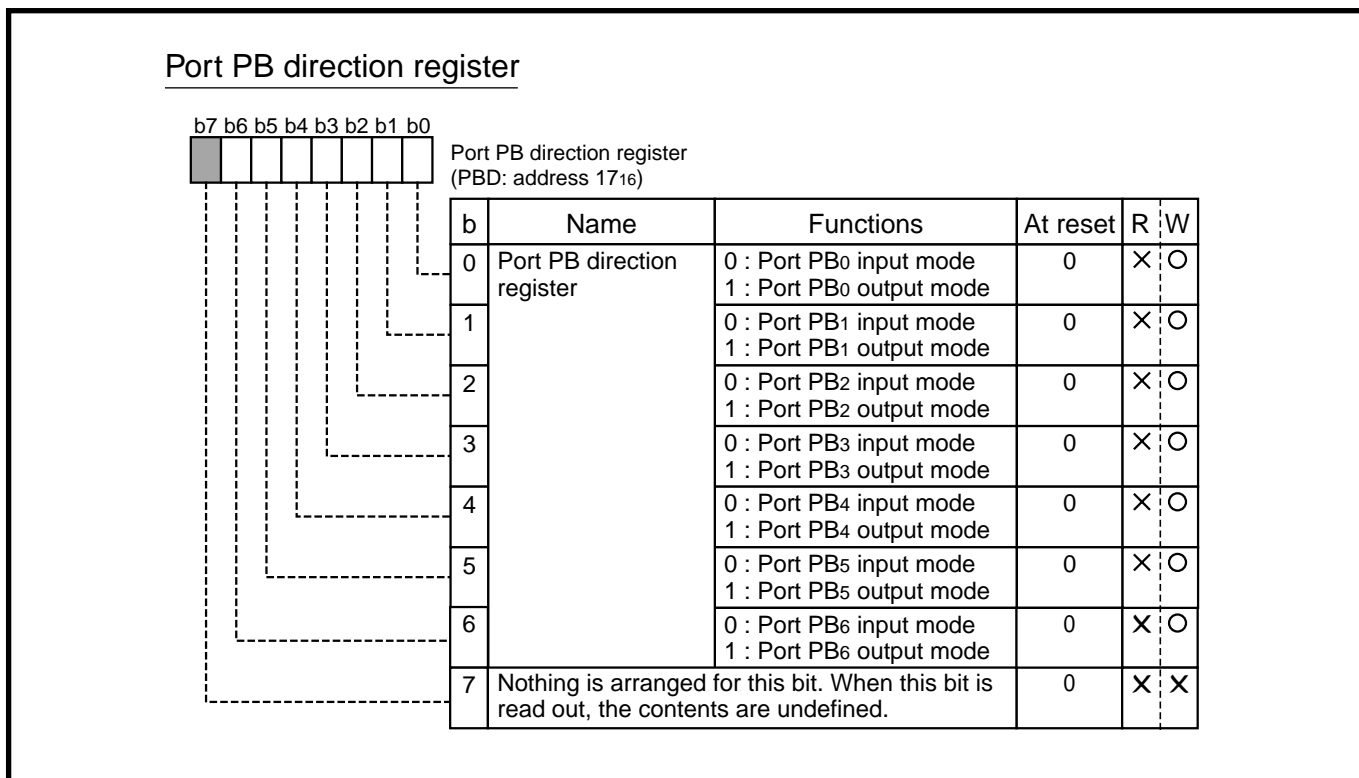 Port PB direction register
b7 b6 b5 b4 b3 b2 b1 b0
Port PB direction register
(PBD: address 1716)
b Name Functions At reset R W
0 Port PB direction register 0 : Port PB0 input mode 0 × ○
1 : Port PB0 output mode
1 0 : Port PB1 input mode 0 × ○
1 : Port PB1 output mode
2 0 : Port PB2 input mode 0 × ○
1 : Port PB2 output mode
3 0 : Port PB3 input mode 0 × ○
1 : Port PB3 output mode
4 0 : Port PB4 input mode 0 × ○
1 : Port PB4 output mode
5 0 : Port PB5 input mode 0 × ○
1 : Port PB5 output mode
6 0 : Port PB6 input mode 0 × ○
1 : Port PB6 output mode
7 Nothing is arranged for this bit. When this bit is 0 × ×
read out, the contents are undefined.